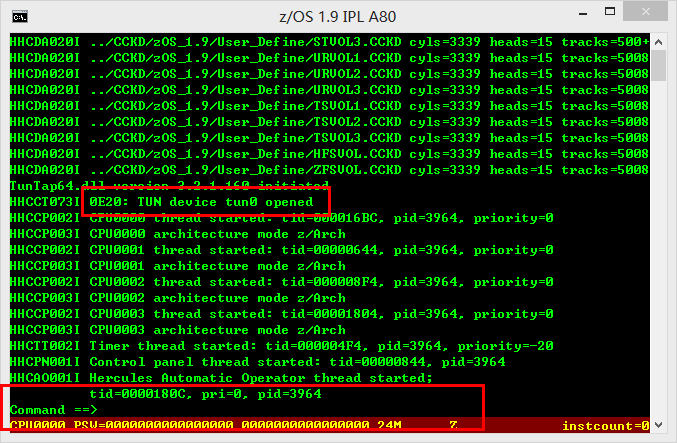 z/OS 1.9 IPL A80
HHCDA020I ../CCKD/zOS_1.9/User_Define/STVOL3.CCKD cyls=3339 heads=15 tracks=500+
HHCDA020I ../CCKD/zOS_1.9/User_Define/URVOL1.CCKD cyls=3339 heads=15 tracks=5008
HHCDA020I ../CCKD/zOS_1.9/User_Define/URVOL2.CCKD cyls=3339 heads=15 tracks=5008
HHCDA020I ../CCKD/zOS_1.9/User_Define/URVOL3.CCKD cyls=3339 heads=15 tracks=5008
HHCDA020I ../CCKD/zOS_1.9/User_Define/TSVOL1.CCKD cyls=3339 heads=15 tracks=5008
HHCDA020I ../CCKD/zOS_1.9/User_Define/TSVOL2.CCKD cyls=3339 heads=15 tracks=5008
HHCDA020I ../CCKD/zOS_1.9/User_Define/TSVOL3.CCKD cyls=3339 heads=15 tracks=5008
HHCDA020I ../CCKD/zOS_1.9/User_Define/HFSVOL.CCKD cyls=3339 heads=15 tracks=5008
HHCDA020I ../CCKD/zOS_1.9/User_Define/ZFSVOL.CCKD cyls=3339 heads=15 tracks=5008
TunTap64.dll version 3.3.1.160 initiated
HHCCT073I 0E20: TUN device tun0 opened
HHCCP002I CPU0000 thread started: tid=000016BC, pid=3964, priority=0
HHCCP003I CPU0000 architecture mode z/Arch
HHCCP002I CPU0001 thread started: tid=00000644, pid=3964, priority=0
HHCCP003I CPU0001 architecture mode z/Arch
HHCCP002I CPU0002 thread started: tid=000008F4, pid=3964, priority=0
HHCCP003I CPU0002 architecture mode z/Arch
HHCCP002I CPU0003 thread started: tid=00001804, pid=3964, priority=0
HHCCP003I CPU0003 architecture mode z/Arch
HHCTT002I Timer thread started: tid=000004F4, pid=3964, priority=-20
HHCPN001I Control panel thread started: tid=00000844, pid=3964
HHCAO001I Hercules Automatic Operator thread started;
tid=0000180C, pri=0, pid=3964
Command ==>
CPU0000 PSW=0000000000000000 0000000000000000 24M Z instcount=0